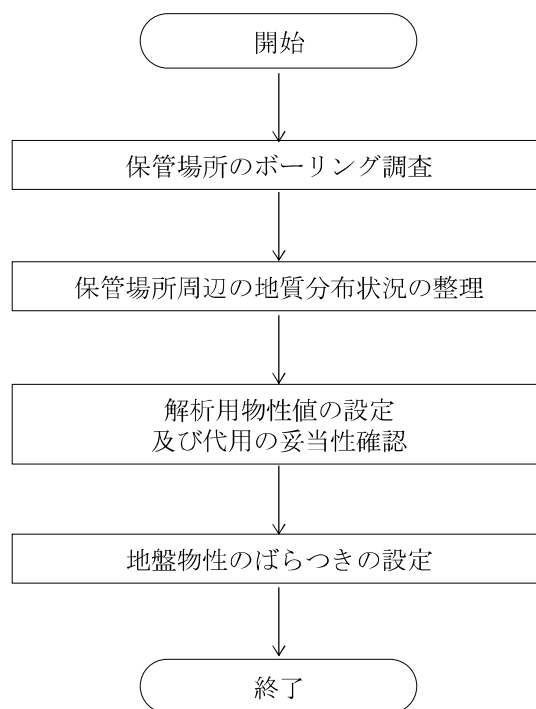 開始
保管場所のボーリング調査
保管場所周辺の地質分布状況の整理
解析用物性値の設定
及び代用の妥当性確認
地盤物性のばらつきの設定
終了